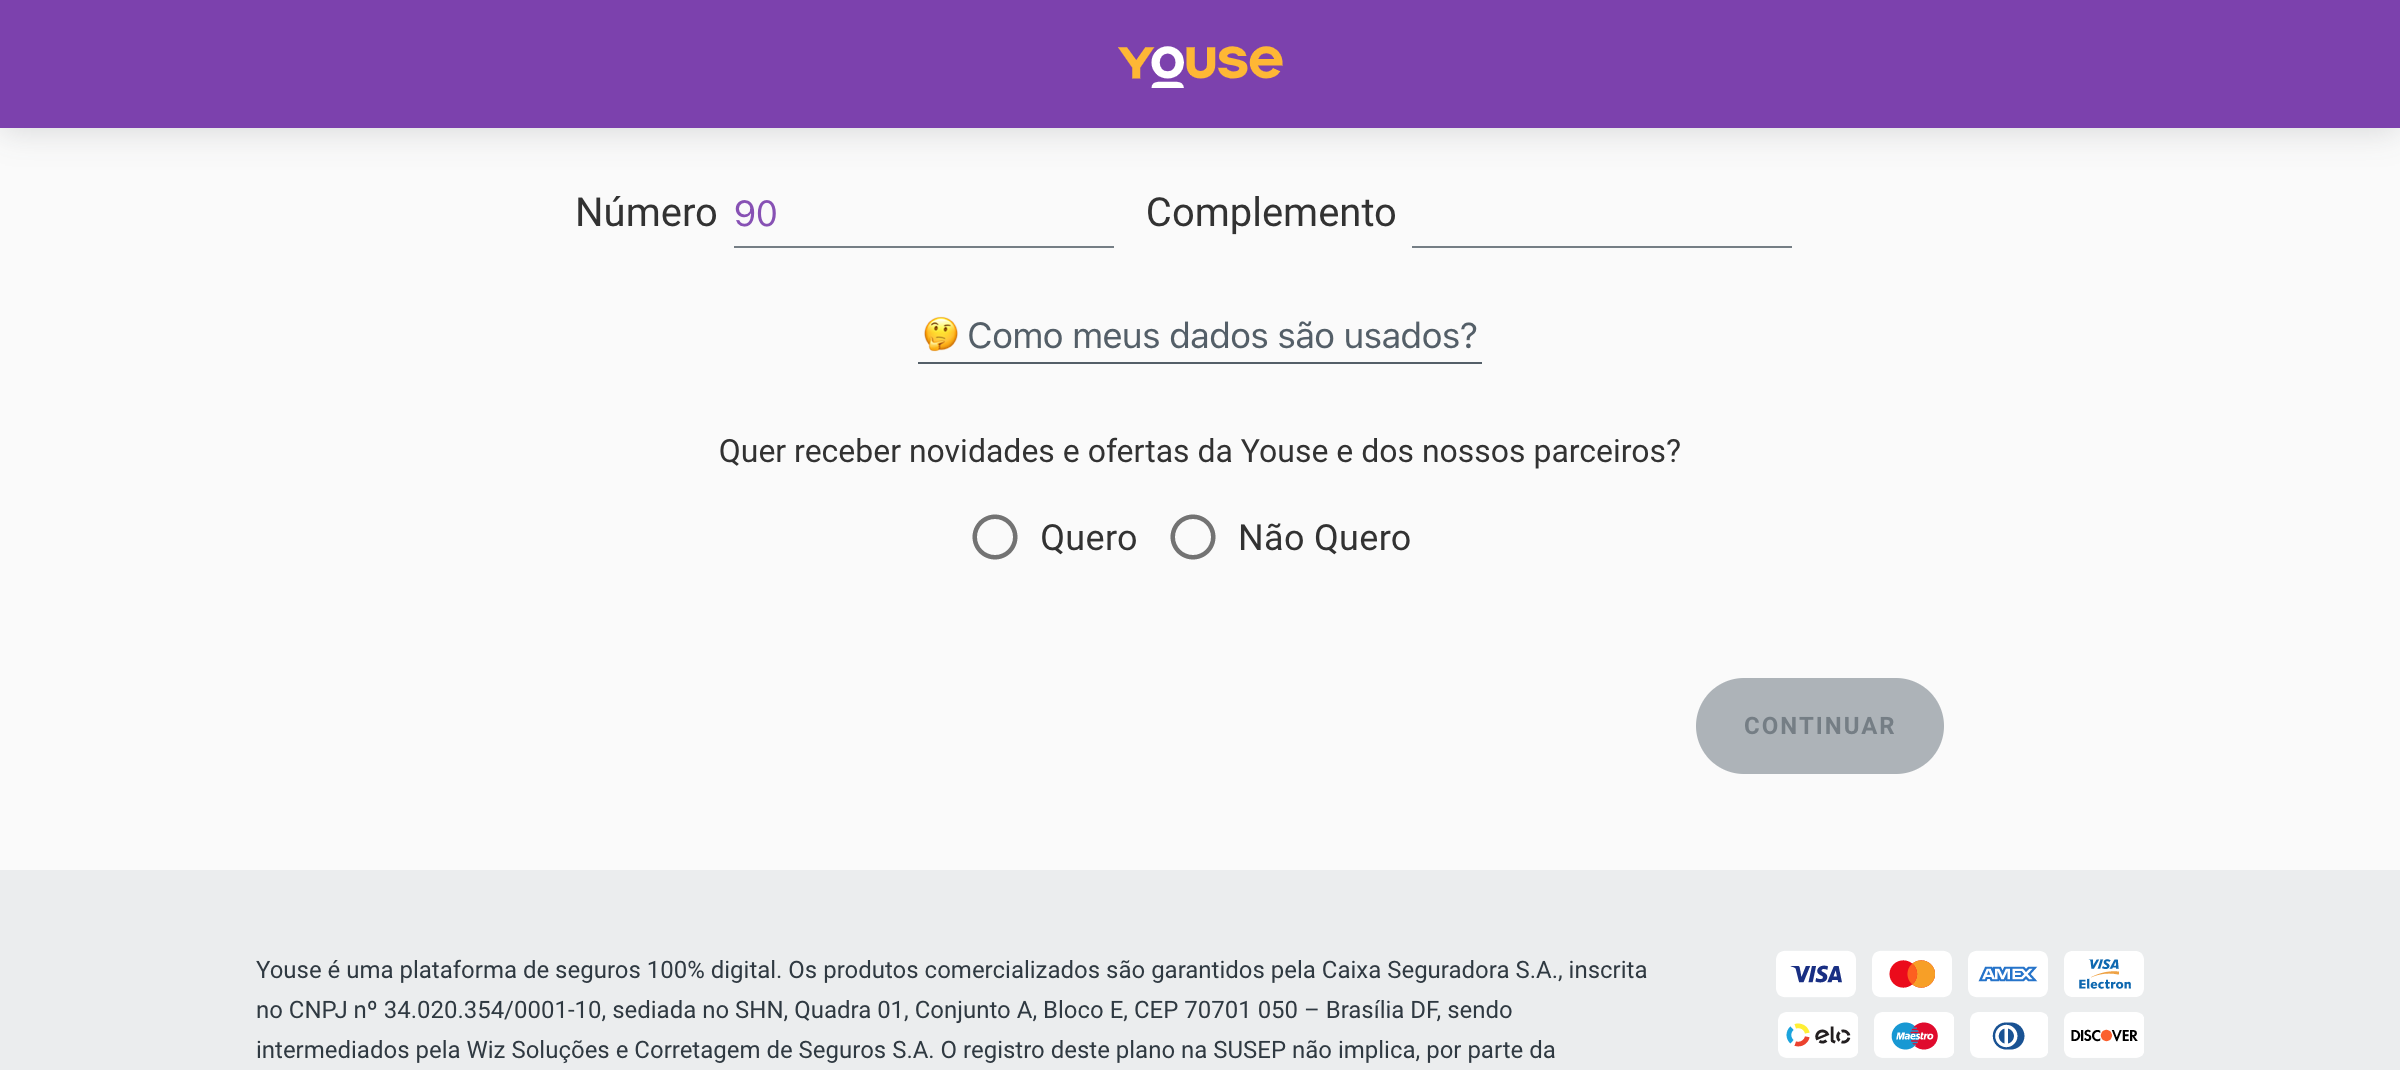 Youse
Número 90 Complemento
🤔 Como meus dados são usados?
Quer receber novidades e ofertas da Youse e dos nossos parceiros?
Quero Não Quero
CONTINUAR
Youse é uma plataforma de seguros 100% digital. Os produtos comercializados são garantidos pela Caixa Seguradora S.A., inscrita
no CNPJ nº 34.020.354/0001-10, sediada no SHN, Quadra 01, Conjunto A, Bloco E, CEP 70701 050 – Brasília DF, sendo
intermediados pela Wiz Soluções e Corretagem de Seguros S.A. O registro deste plano na SUSEP não implica, por parte da
VISA AMEX VISA Electron
elo Maestro DISCOVER